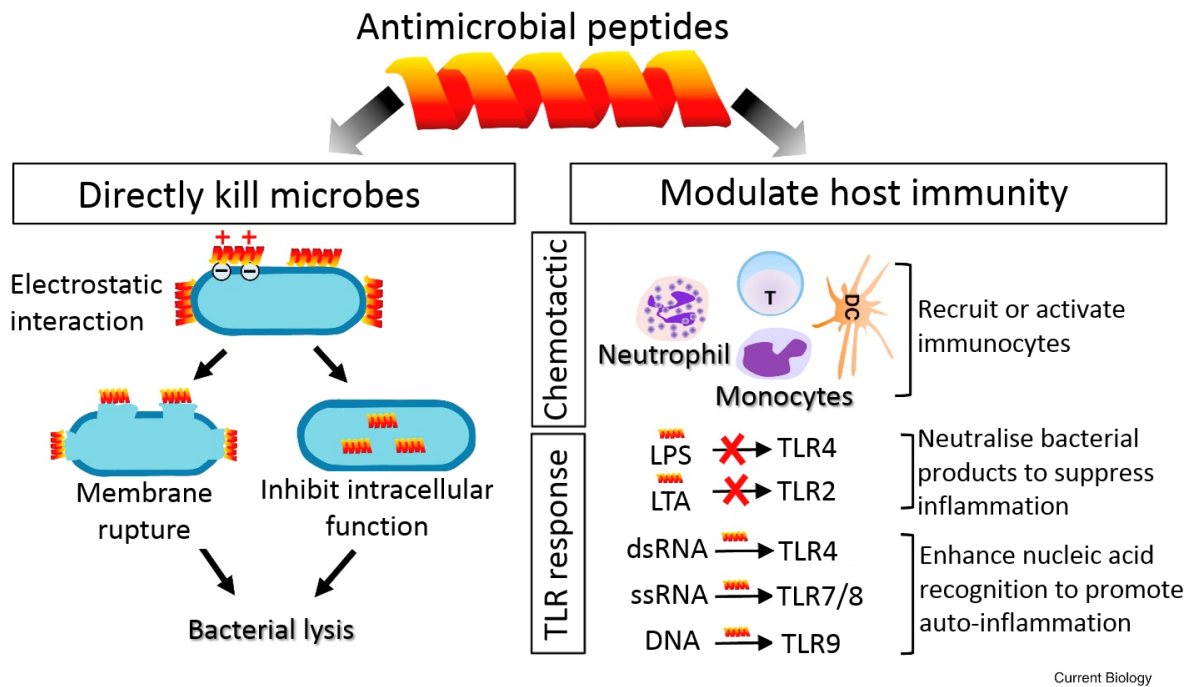 Antimicrobial peptides
Directly kill microbes
Electrostatic
interaction
+ +
− −
Membrane
rupture
Inhibit intracellular
function
Bacterial lysis
Modulate host immunity
Chemotactic
Neutrophil
T
DC
Monocytes
Recruit or activate
immunocytes
TLR response
LPS TLR4
LTA TLR2
Neutralise bacterial
products to suppress
inflammation
dsRNA TLR4
ssRNA TLR7/8
DNA TLR9
Enhance nucleic acid
recognition to promote
auto-inflammation
Current Biology